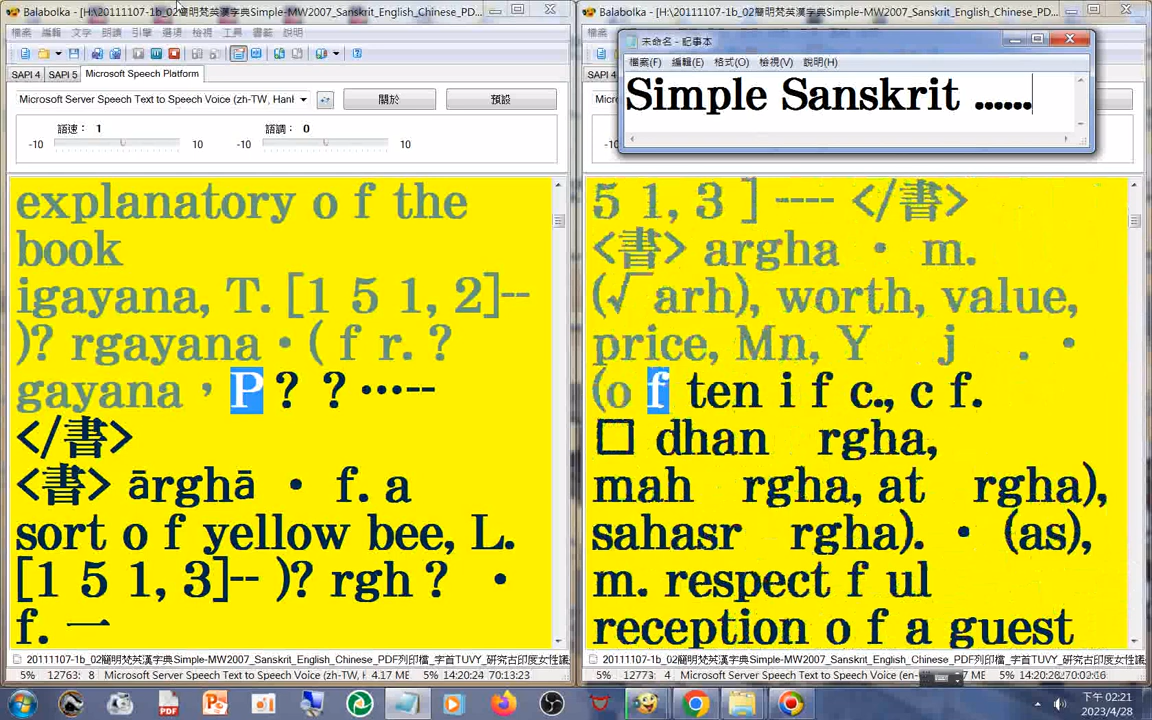 Balabolka - [H:\20111107-1b_02簡明梵英漢字典Simple-MW2007_Sanskrit_English_Chinese_PD...
檔案 編輯 文字 朗讀 引擎 選項 檢視 工具 書籤 說明
SAPI 4 SAPI 5 Microsoft Speech Platform
Microsoft Server Speech Text to Speech Voice (zh-TW, HanH
關於 預設
語速： 1 語調： 0
-10 10 -10 10
explanatory o f the
book
igayana, T. [1 5 1, 2]--
)? rgayana • ( f r. ?
gayana , P ? ? …--
</書>
<書> ārghā • f. a
sort o f yellow bee, L.
[1 5 1, 3]-- )? rgh ? •
f. 一
20111107-1b_02簡明梵英漢字典Simple-MW2007_Sanskrit_English_Chinese_PDF列印檔_字首TUVY_研究古印度女性議
5% 12763: 8 Microsoft Server Speech Text to Speech Voice (zh-TW, H 4.17 ME 5% 14:20:24 70:13:23
Balabolka - [H:\20111107-1b_02簡明梵英漢字典Simple-MW2007_Sanskrit_English_Chinese_PD...
檔案
SAPI 4
Micr
未命名 - 記事本
檔案(F) 編輯(E) 格式(O) 檢視(V) 說明(H)
Simple Sanskrit ......
-10 10 -10 10
5 1, 3 ] ---- </書>
<書> argha • m.
(√ arh), worth, value,
price, Mn, Y j . •
(o f ten i f c., c f.
□ dhan rgha,
mah rgha, at rgha),
sahasr rgha). • (as),
m. respect f ul
reception o f a guest
20111107-1b_02簡明梵英漢字典Simple-MW2007_Sanskrit_English_Chinese_PDF列印檔_字首TUVY_研究古印度女性議
5% 12773: 4 Microsoft Server Speech Text to Speech Voice (en-
下午 02:21
2023/4/28